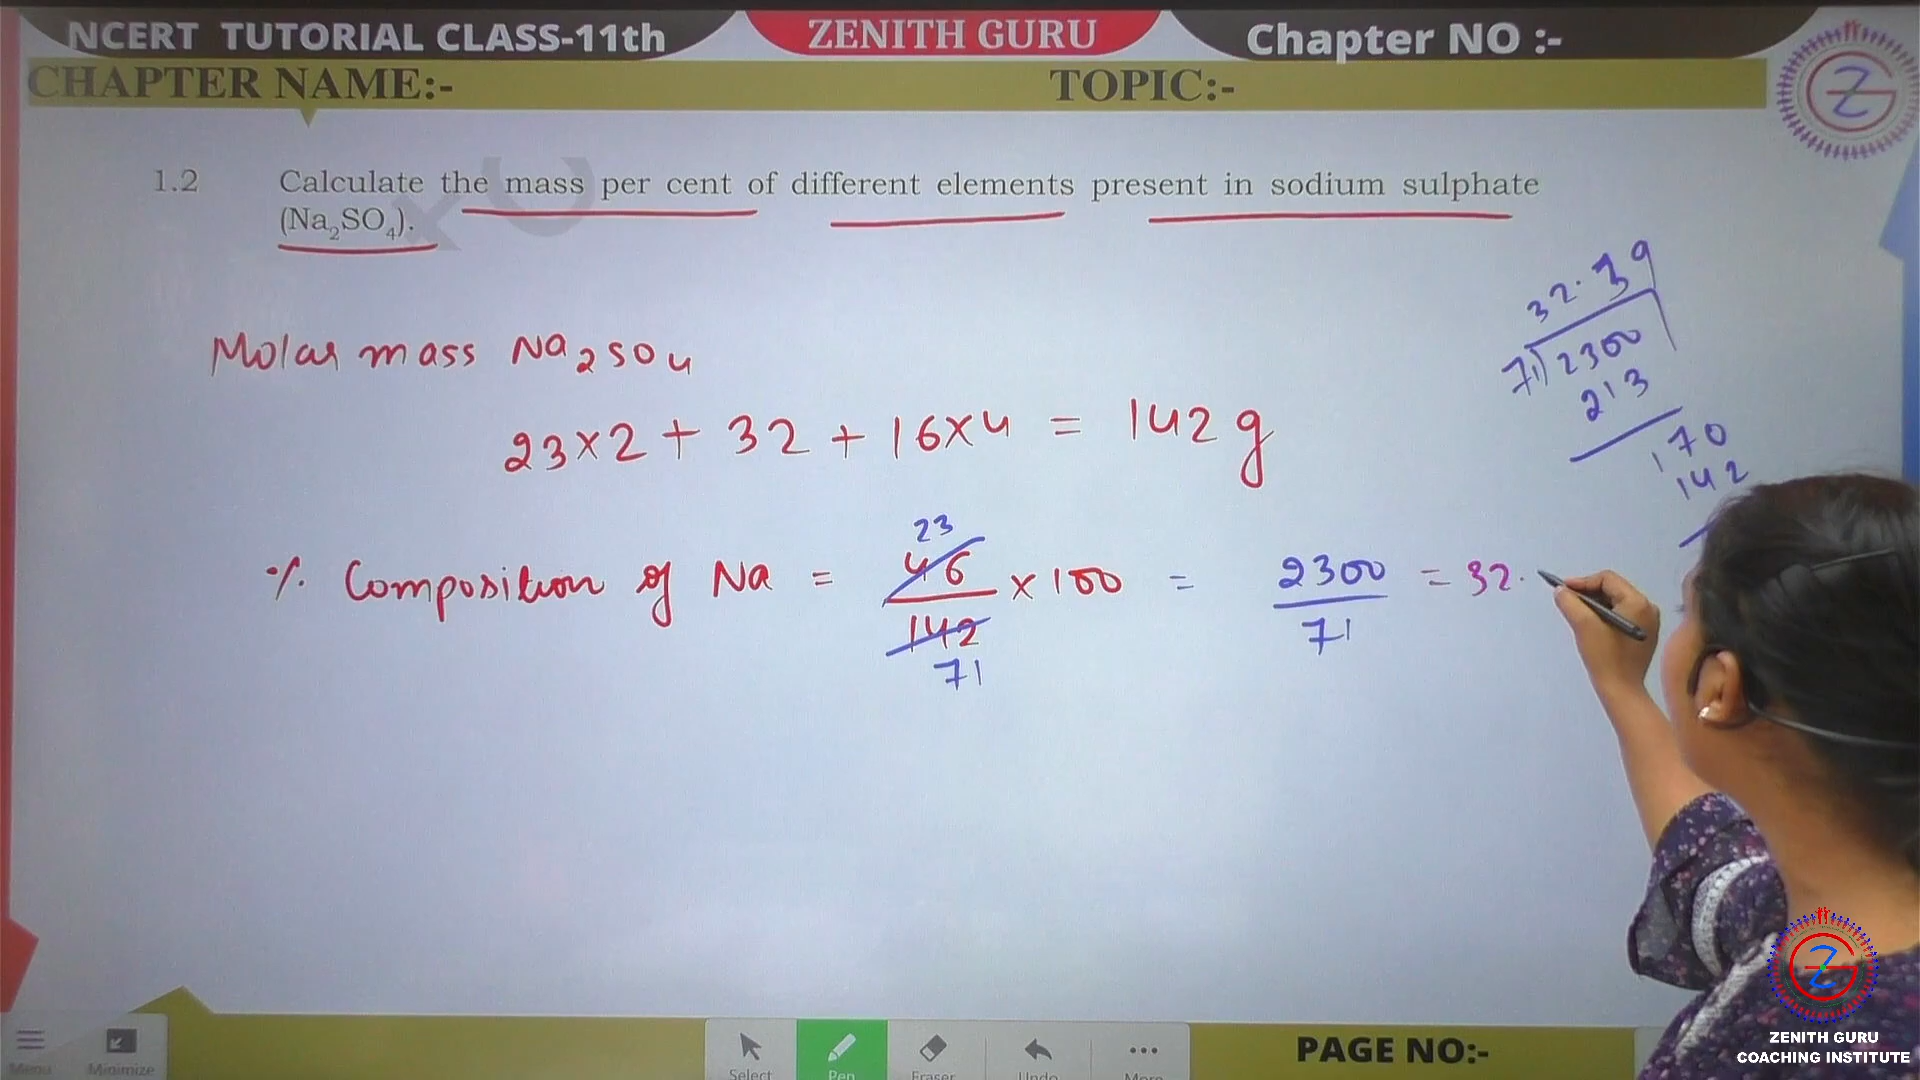 NCERT TUTORIAL CLASS-11th
ZENITH GURU
Chapter NO :-
CHAPTER NAME:-
TOPIC:-
1.2 Calculate the mass per cent of different elements present in sodium sulphate
(Na₂SO₄).
Molar mass Na₂SO₄
23×2 + 32 + 16×4 = 142 g
% Composition of Na = 46/142 × 100 = 2300/71 = 32.
23
71
32.39
71)2300
213
170
142
Menu
Minimize
Select
Pen
Eraser
Undo
More
PAGE NO:-
ZENITH GURU
COACHING INSTITUTE